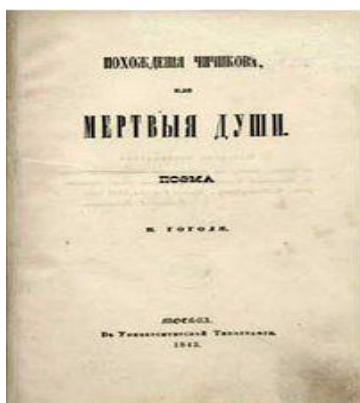 ПОХОЖДЕНІЯ ЧИЧИКОВА,
ИЛИ
МЕРТВЫЯ ДУШИ.
ПОЭМА
Н. ГОГОЛЯ.
МОСКВА.
Въ Университетской Типографіи.
1842.